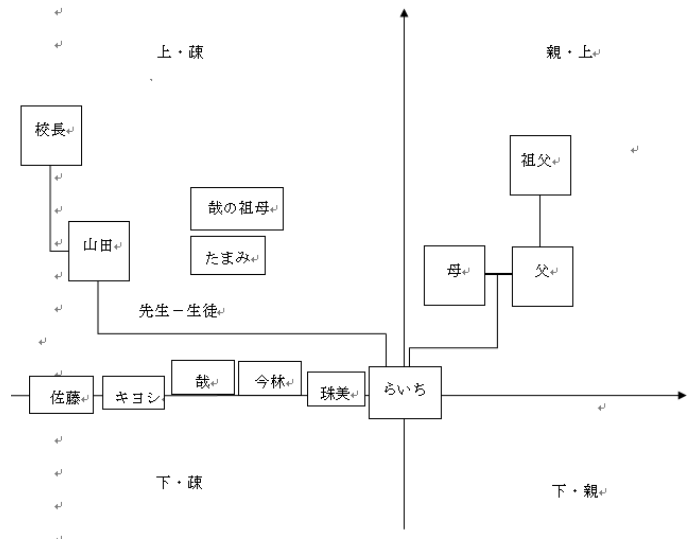 上・疎
親・上
校長
祖父
哉の祖母
山田
たまみ
母
父
先生－生徒
佐藤
キヨシ
哉
今林
珠美
らいち
下・疎
下・親